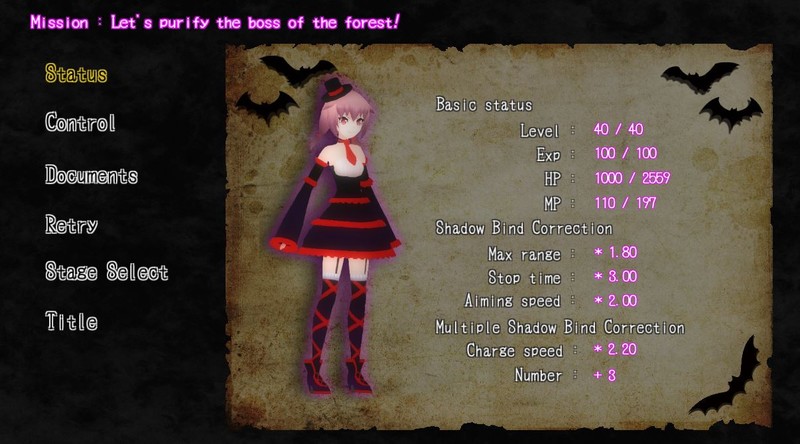 Mission : Let's purify the boss of the forest!
Status
Control
Documents
Retry
Stage Select
Title
Basic status
Level : 40 / 40
Exp : 100 / 100
HP : 1000 / 2559
MP : 110 / 197
Shadow Bind Correction
Max range : * 1.80
Stop time : * 3.00
Aiming speed : * 2.00
Multiple Shadow Bind Correction
Charge speed : * 2.20
Number : + 3